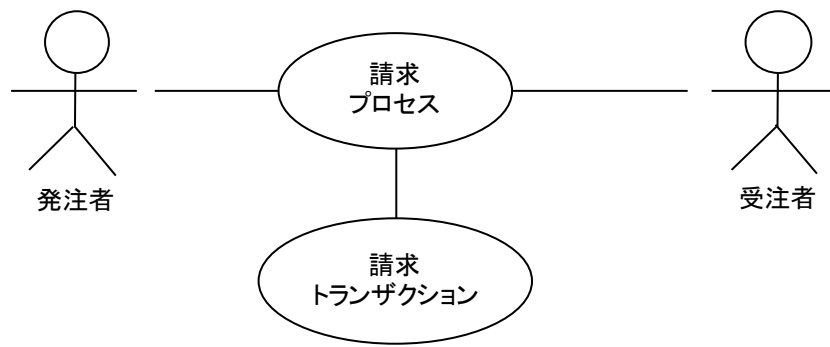 請求
プロセス
発注者
受注者
請求
トランザクション